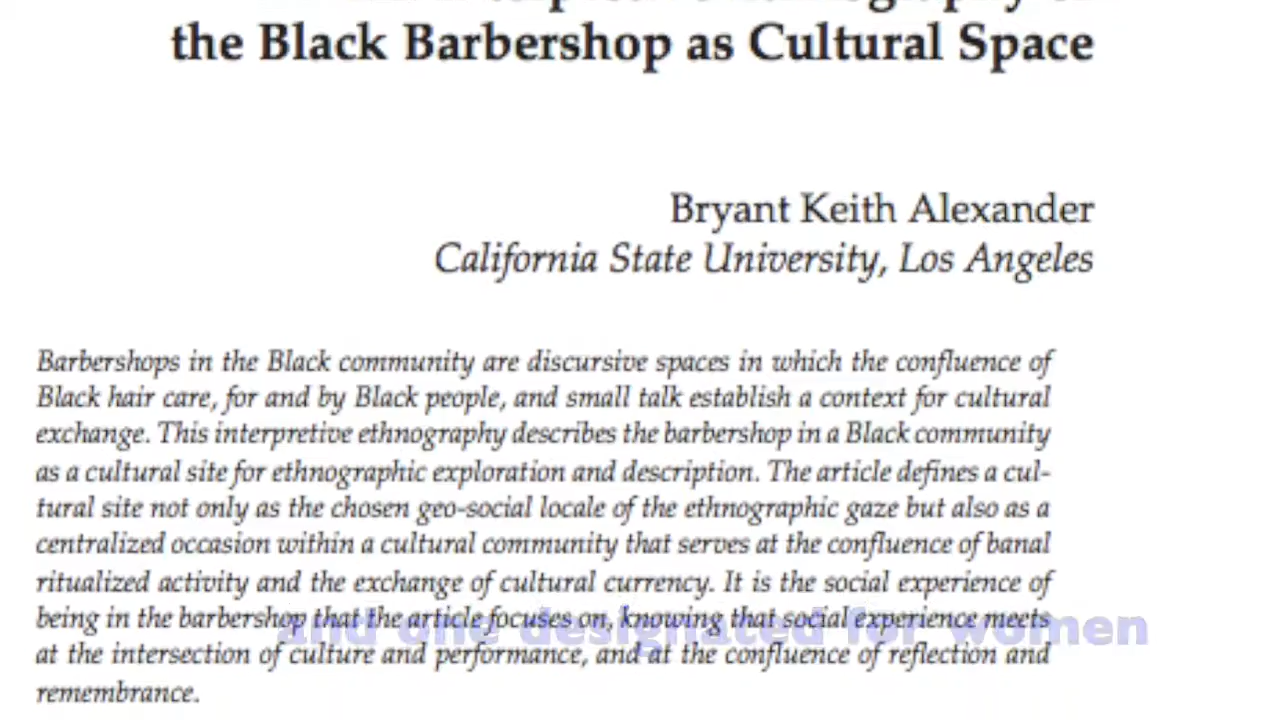 the Black Barbershop as Cultural Space
Bryant Keith Alexander
California State University, Los Angeles
Barbershops in the Black community are discursive spaces in which the confluence of
Black hair care, for and by Black people, and small talk establish a context for cultural
exchange. This interpretive ethnography describes the barbershop in a Black community
as a cultural site for ethnographic exploration and description. The article defines a cul-
tural site not only as the chosen geo-social locale of the ethnographic gaze but also as a
centralized occasion within a cultural community that serves at the confluence of banal
ritualized activity and the exchange of cultural currency. It is the social experience of
being in the barbershop that the article focuses on, knowing that social experience meets
and one designated for women
at the intersection of culture and performance, and at the confluence of reflection and
remembrance.